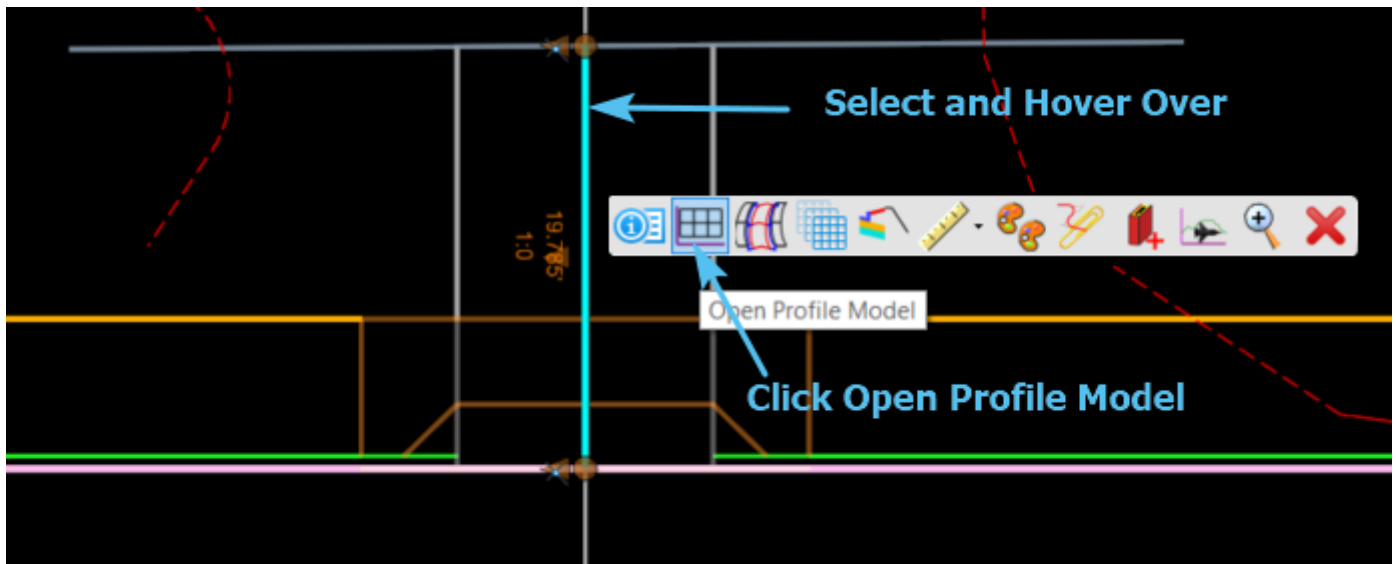 Select and Hover Over
19.785'
1:0
Open Profile Model
Click Open Profile Model